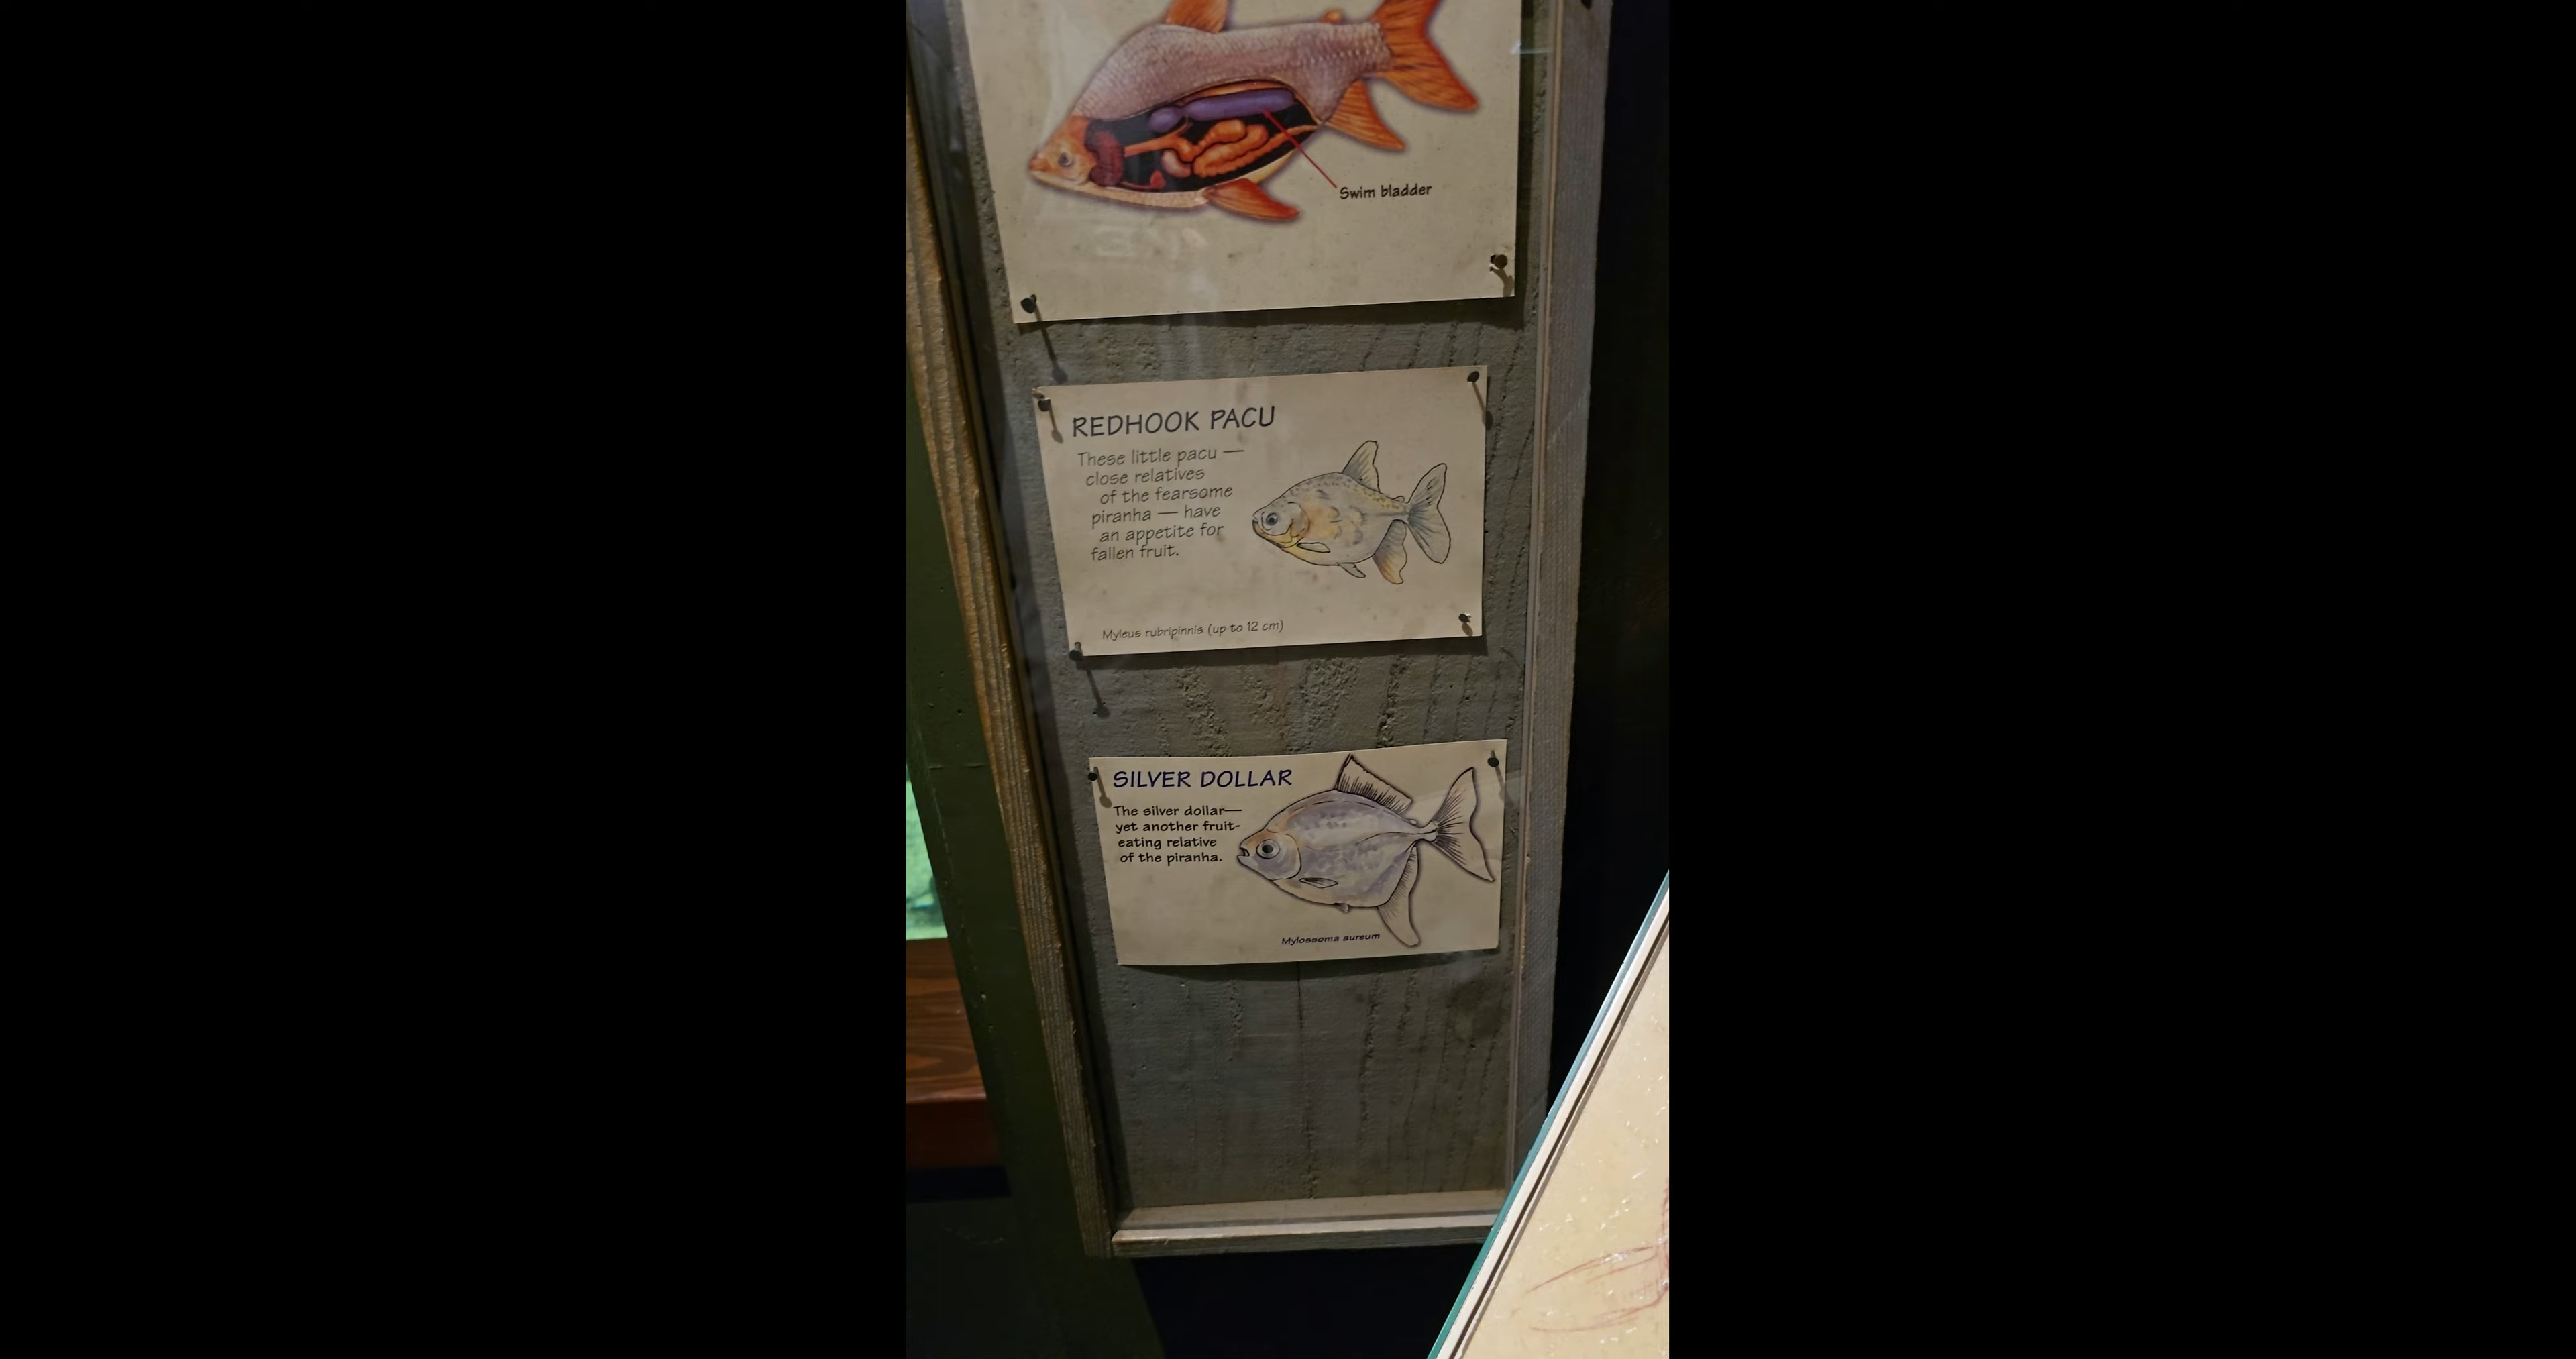 Swim bladder
REDHOOK PACU
These little pacu —
close relatives
of the fearsome
piranha — have
an appetite for
fallen fruit.
Myleus rubripinnis (up to 12 cm)
SILVER DOLLAR
The silver dollar—
yet another fruit-
eating relative
of the piranha.
Mylossoma aureum